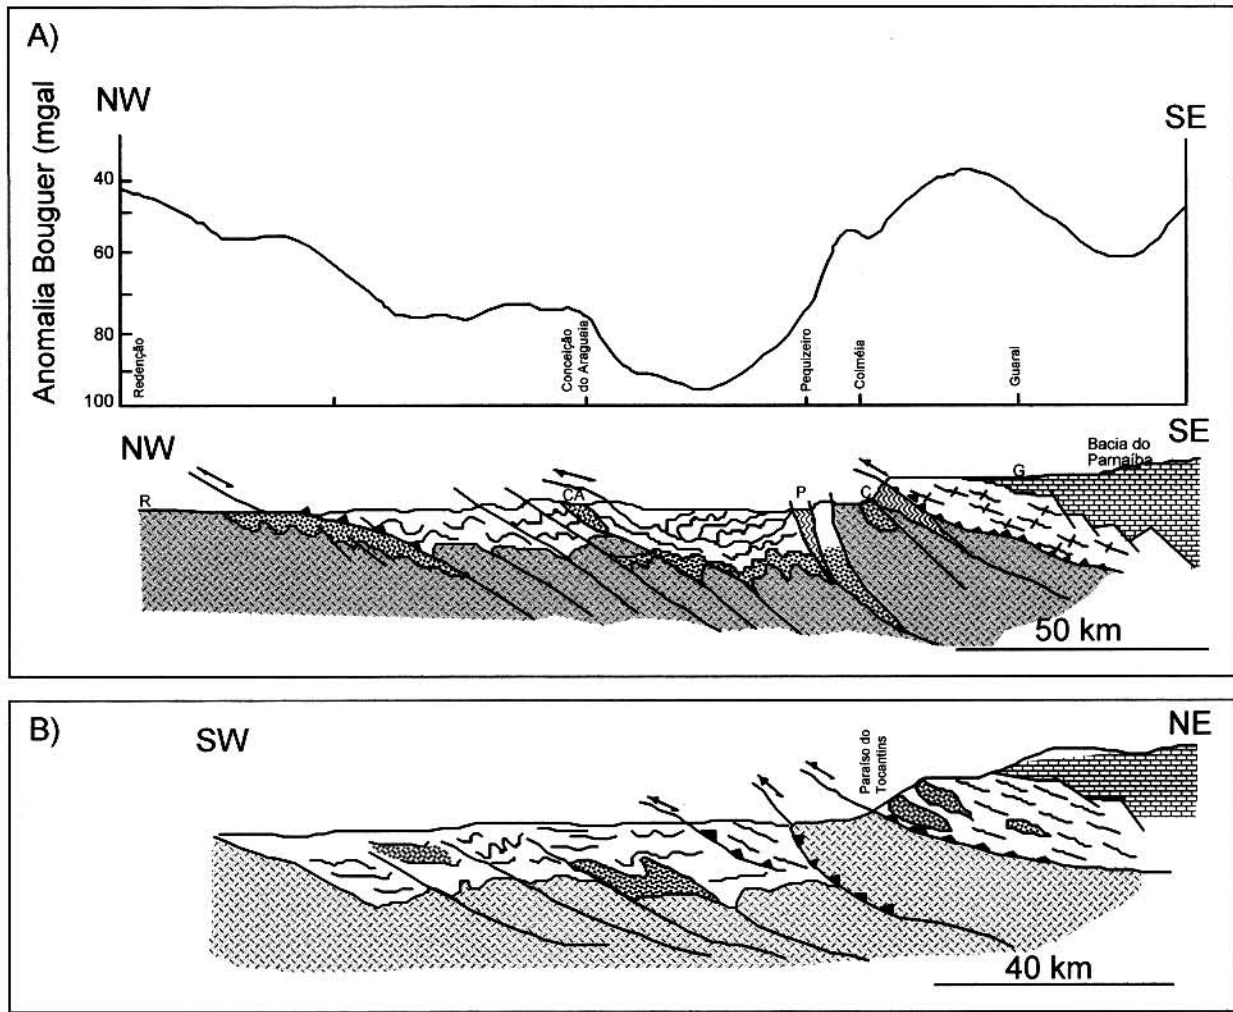 A)
NW
SE
Anomalia Bouguer (mgal
40
60
80
100
Redenção
Conceição
do Araguaia
Pequizeiro
Colméia
Guaraí
NW
SE
Bacia do
Parnaíba
R
CA
P
C
G
50 km
B)
SW
NE
Paraíso do
Tocantins
40 km